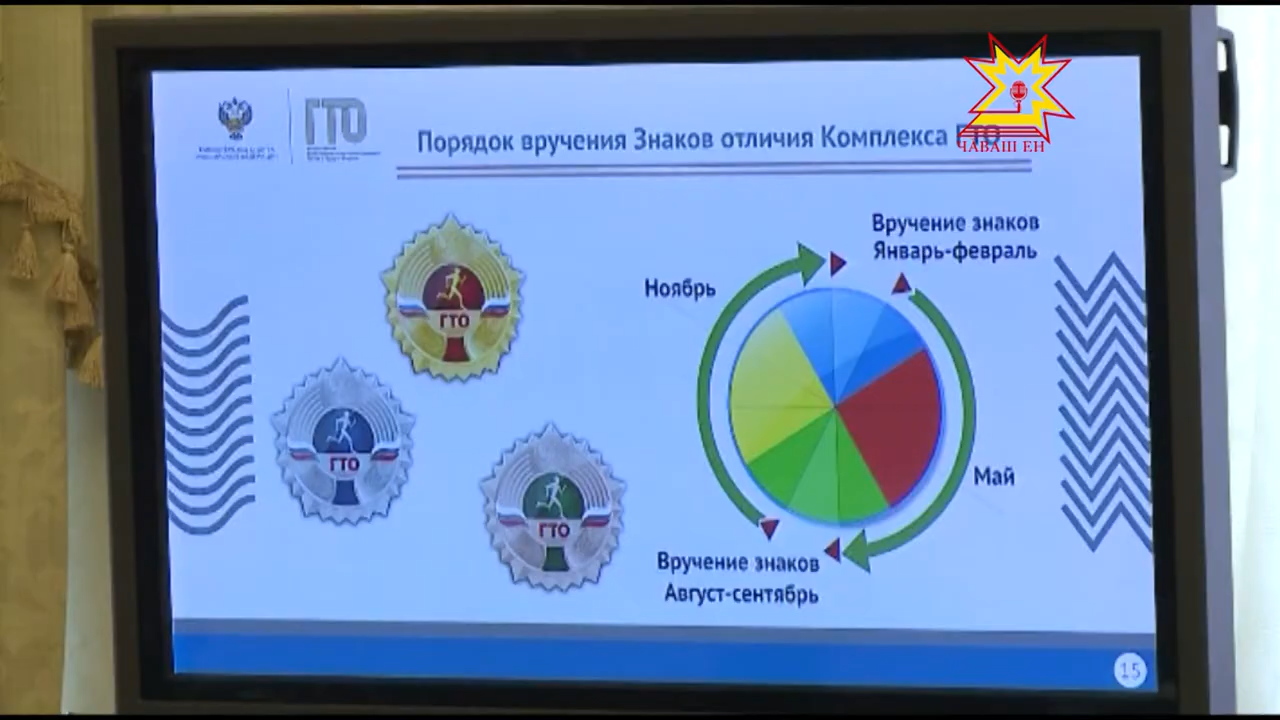 ГТО
Порядок вручения Знаков отличия Комплекса ГТО
ЧАВАШ ЕН
Вручение знаков
Январь-февраль
Ноябрь
ГТО
ГТО
ГТО
Май
Вручение знаков
Август-сентябрь
15